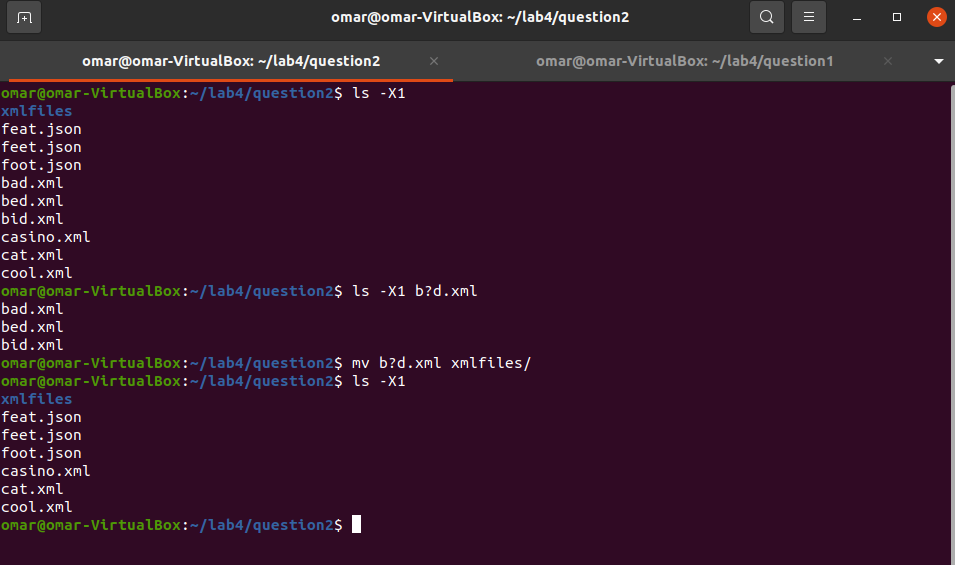 omar@omar-VirtualBox: ~/lab4/question2
omar@omar-VirtualBox: ~/lab4/question2
omar@omar-VirtualBox: ~/lab4/question1
omar@omar-VirtualBox:~/lab4/question2$ ls -X1
xmlfiles
feat.json
feet.json
foot.json
bad.xml
bed.xml
bid.xml
casino.xml
cat.xml
cool.xml
omar@omar-VirtualBox:~/lab4/question2$ ls -X1 b?d.xml
bad.xml
bed.xml
bid.xml
omar@omar-VirtualBox:~/lab4/question2$ mv b?d.xml xmlfiles/
omar@omar-VirtualBox:~/lab4/question2$ ls -X1
xmlfiles
feat.json
feet.json
foot.json
casino.xml
cat.xml
cool.xml
omar@omar-VirtualBox:~/lab4/question2$